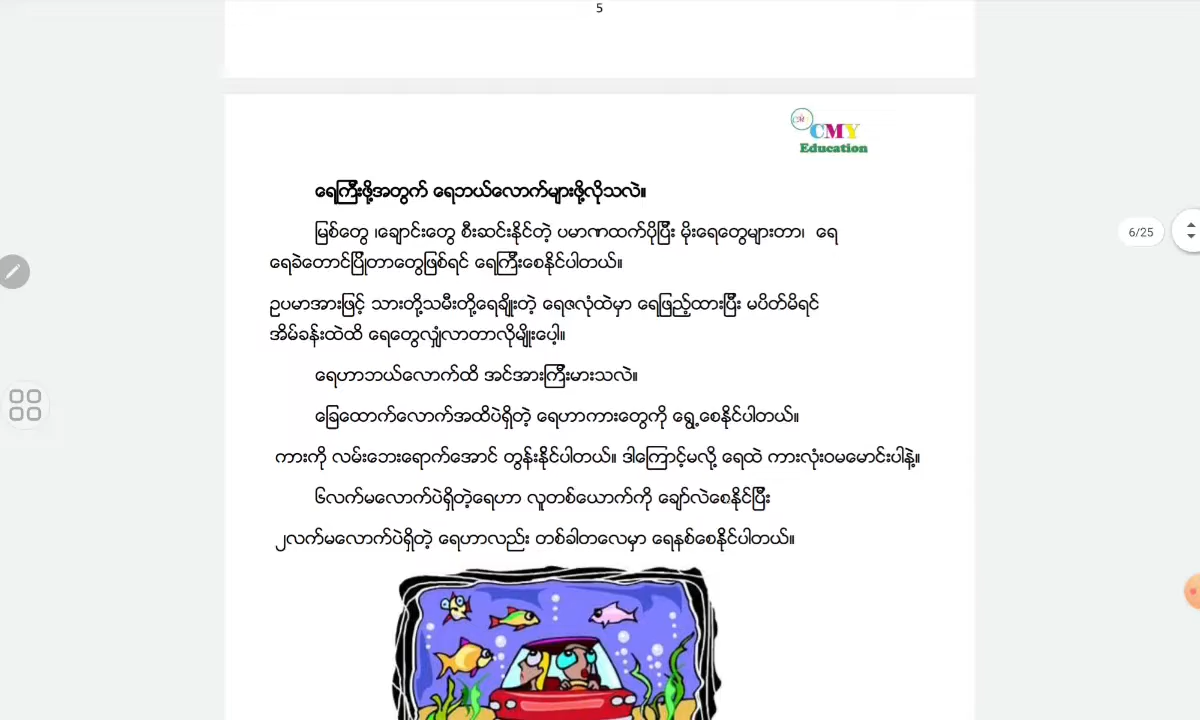 5
CMY
Education
ရေကြီးဖို့အတွက် ရေဘယ်လောက်များဖို့လိုသလဲ။
မြစ်တွေ ၊ချောင်းတွေ စီးဆင်းနိုင်တဲ့ ပမာဏထက်ပိုပြီး မိုးရေတွေများတာ၊ ရေ
ရေခဲတောင်ပြိုတာတွေဖြစ်ရင် ရေကြီးစေနိုင်ပါတယ်။
ဥပမာအားဖြင့် သားတို့သမီးတို့ရေချိုးတဲ့ ရေဇလုံထဲမှာ ရေဖြည့်ထားပြီး မပိတ်မိရင်
အိမ်ခန်းထဲထိ ရေတွေလျှံလာတာလိုမျိုးပေါ့။
ရေဟာဘယ်လောက်ထိ အင်အားကြီးမားသလဲ။
ခြေထောက်လောက်အထိပဲရှိတဲ့ ရေဟာကားတွေကို ရွေ့စေနိုင်ပါတယ်။
ကားကို လမ်းဘေးရောက်အောင် တွန်းနိုင်ပါတယ်။ ဒါကြောင့်မလို့ ရေထဲ ကားလုံးဝမမောင်းပါနဲ့။
၆လက်မလောက်ပဲရှိတဲ့ရေဟာ လူတစ်ယောက်ကို ချော်လဲစေနိုင်ပြီး
၂လက်မလောက်ပဲရှိတဲ့ ရေဟာလည်း တစ်ခါတလေမှာ ရေနစ်စေနိုင်ပါတယ်။
6/25